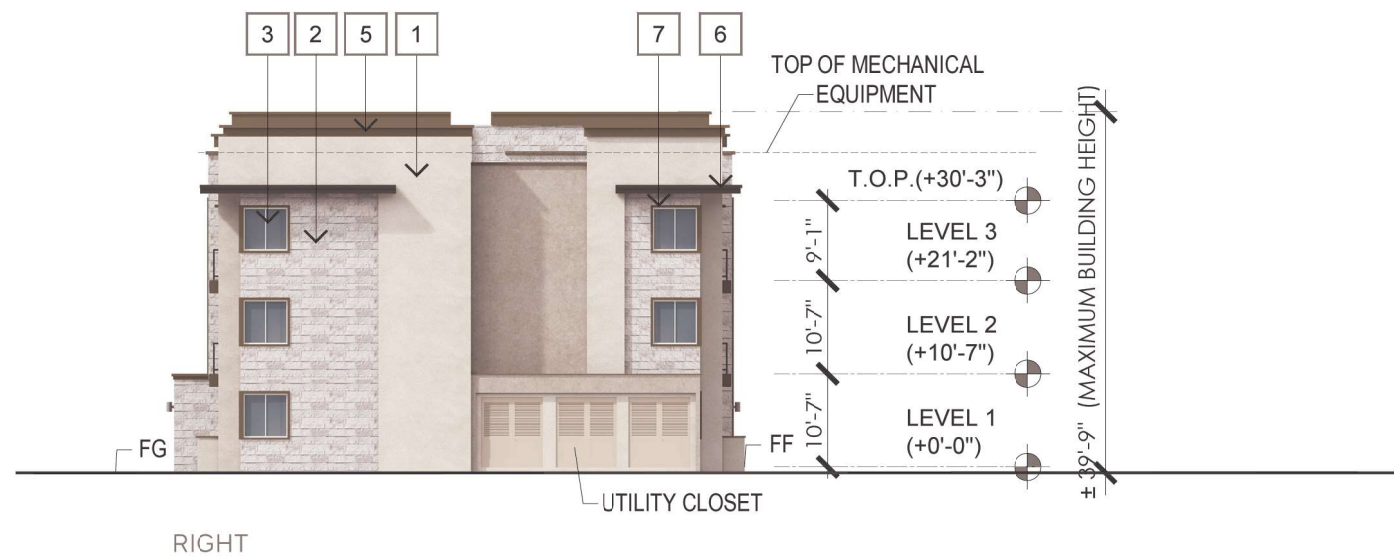 3 2 5 1 7 6
TOP OF MECHANICAL
EQUIPMENT
T.O.P.(+30'-3")
9'-1"
LEVEL 3
(+21'-2")
10'-7"
LEVEL 2
(+10'-7")
10'-7"
LEVEL 1
(+0'-0")
± 39'-9" (MAXIMUM BUILDING HEIGHT)
FG
FF
UTILITY CLOSET
RIGHT